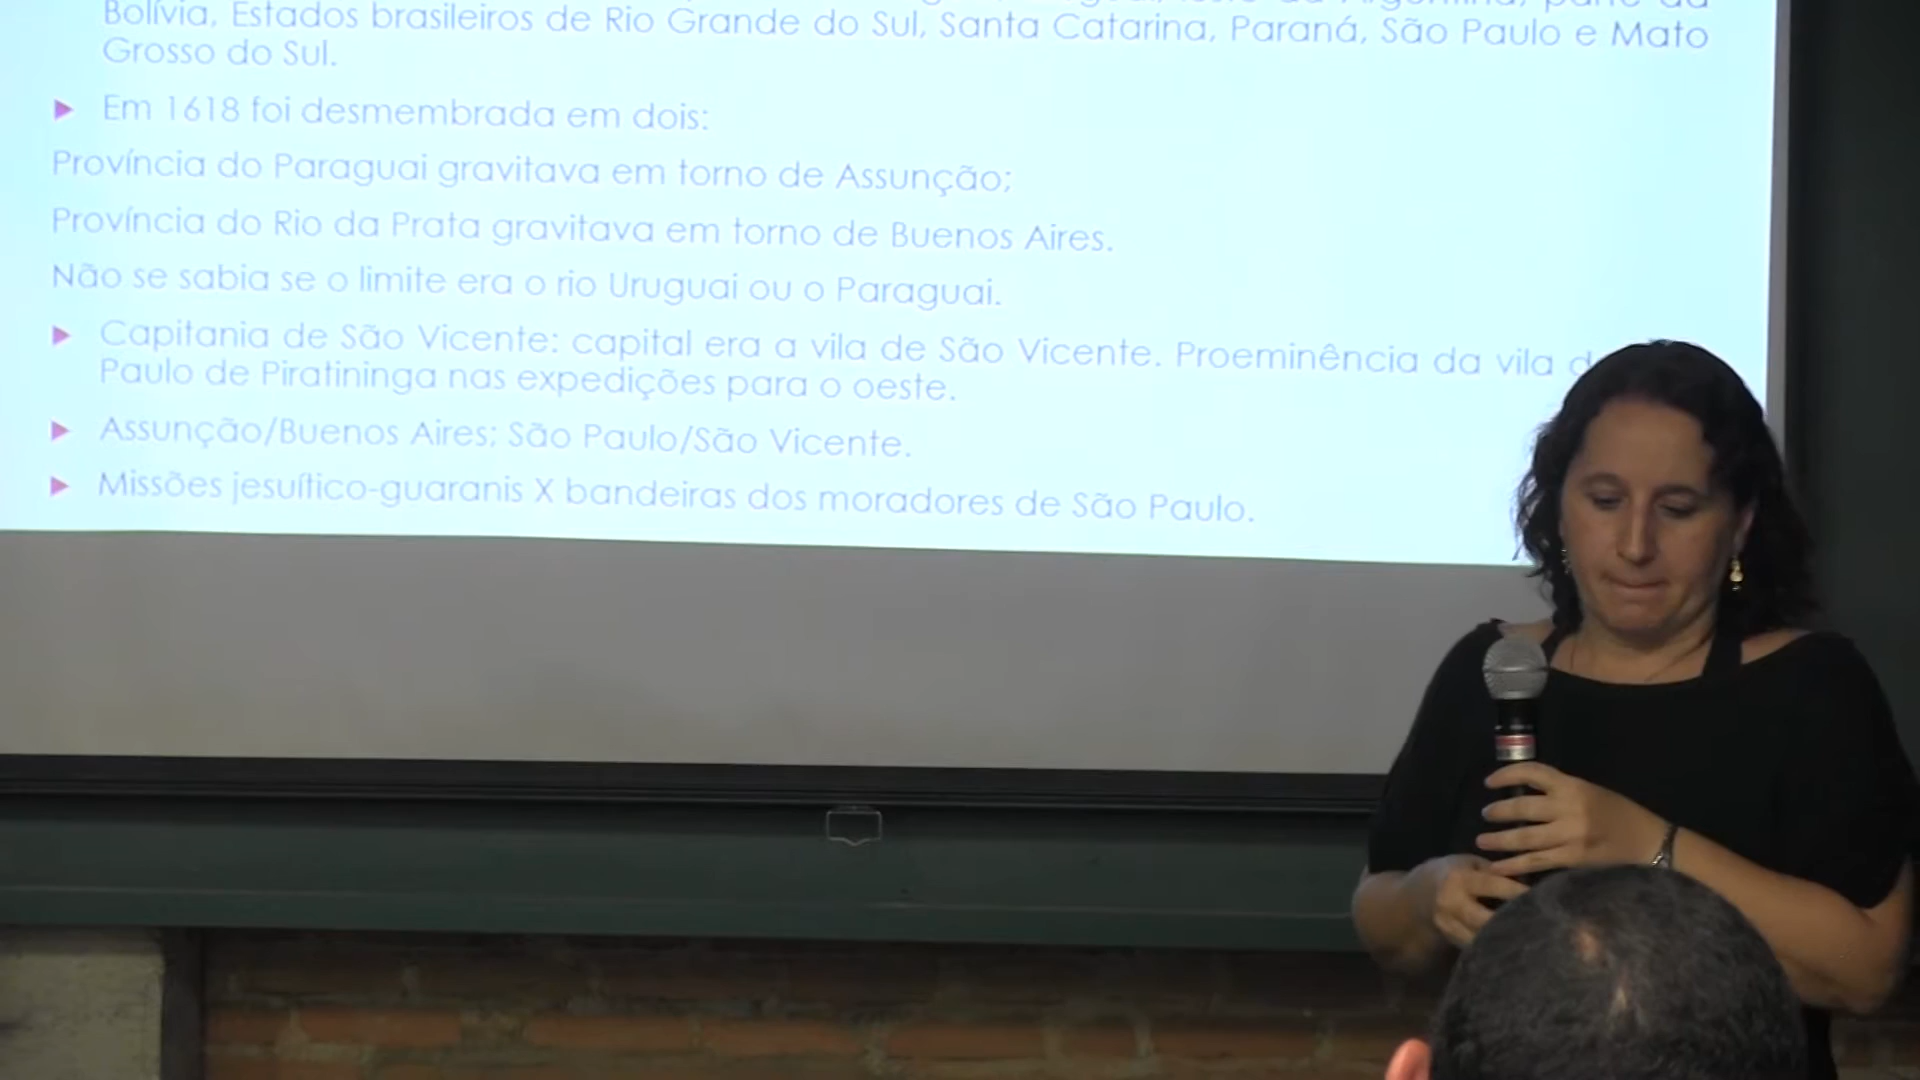 Bolívia, Estados brasileiros de Rio Grande do Sul, Santa Catarina, Paraná, São Paulo e Mato
Grosso do Sul.
► Em 1618 foi desmembrada em dois:
Província do Paraguai gravitava em torno de Assunção;
Província do Rio da Prata gravitava em torno de Buenos Aires.
Não se sabia se o limite era o rio Uruguai ou o Paraguai.
► Capitania de São Vicente: capital era a vila de São Vicente. Proeminência da vila
Paulo de Piratininga nas expedições para o oeste.
► Assunção/Buenos Aires; São Paulo/São Vicente.
► Missões jesuítico-guaranis X bandeiras dos moradores de São Paulo.